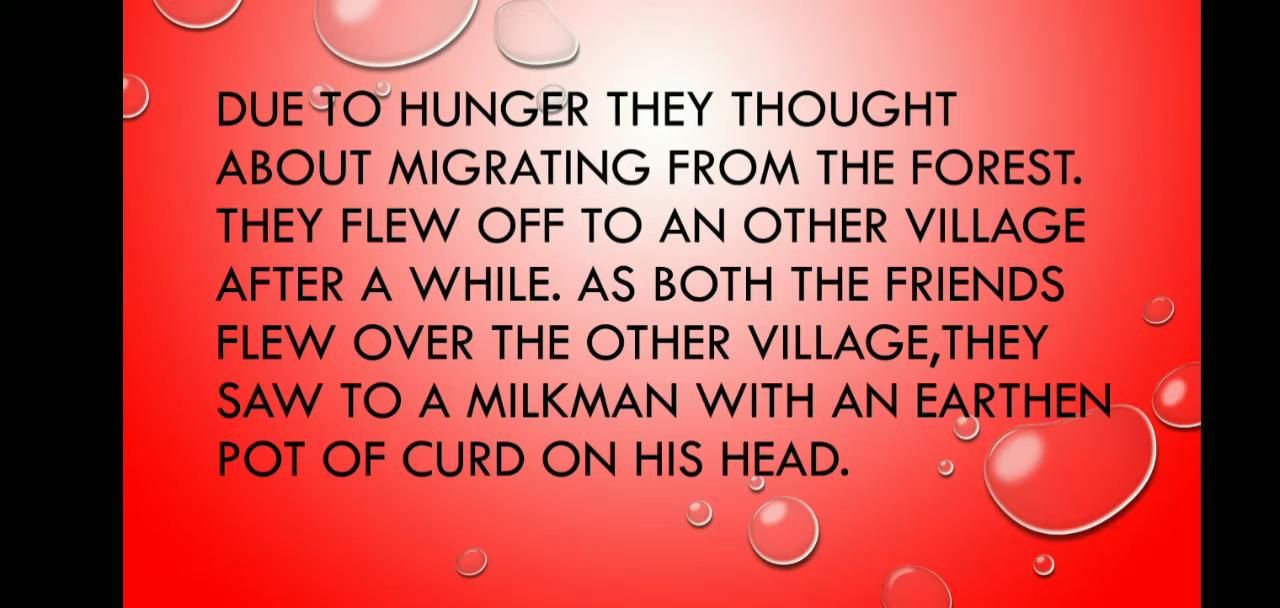 DUE TO HUNGER THEY THOUGHT
ABOUT MIGRATING FROM THE FOREST.
THEY FLEW OFF TO AN OTHER VILLAGE
AFTER A WHILE. AS BOTH THE FRIENDS
FLEW OVER THE OTHER VILLAGE,THEY
SAW TO A MILKMAN WITH AN EARTHEN
POT OF CURD ON HIS HEAD.